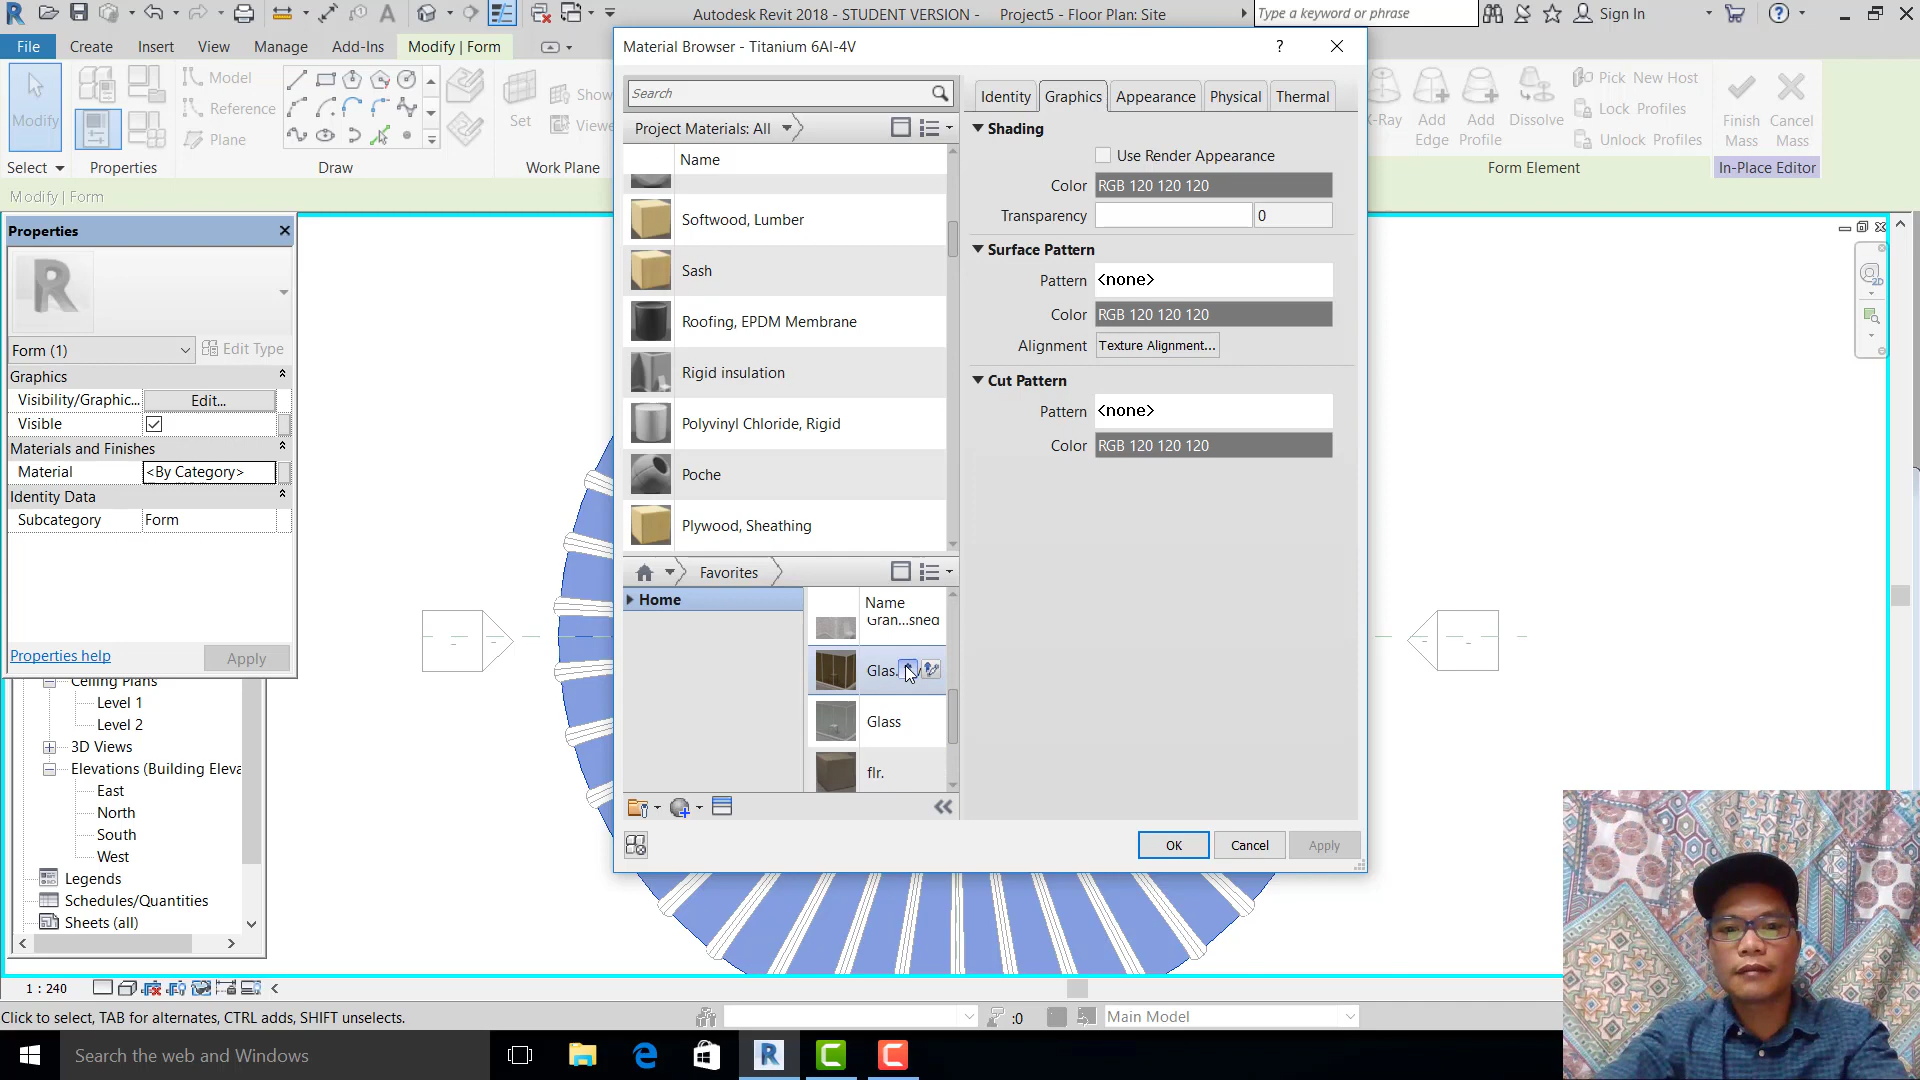 Autodesk Revit 2018 - STUDENT VERSION - Project5 - Floor Plan: Site
Type a keyword or phrase
Sign In
File
Create
Insert
View
Manage
Add-Ins
Modify | Form
Modify
Model
Reference
Plane
Set
Show
Viewe
X-Ray
Add Edge
Add Profile
Dissolve
Pick New Host
Lock Profiles
Unlock Profiles
Finish Mass
Cancel Mass
Select
Properties
Draw
Work Plane
Form Element
In-Place Editor
Modify | Form
Properties
Form (1)
Edit Type
Graphics
Visibility/Graphic...
Edit...
Visible
Materials and Finishes
Material
<By Category>
Identity Data
Subcategory
Form
Properties help
Apply
Ceiling Plans
Level 1
Level 2
3D Views
Elevations (Building Eleva
East
North
South
West
Legends
Schedules/Quantities
Sheets (all)
Material Browser - Titanium 6Al-4V
Search
Project Materials: All
Name
Softwood, Lumber
Sash
Roofing, EPDM Membrane
Rigid insulation
Polyvinyl Chloride, Rigid
Poche
Plywood, Sheathing
Favorites
Home
Name
Gran...shed
Glas...
Glass
flr.
Identity
Graphics
Appearance
Physical
Thermal
Shading
Use Render Appearance
Color
RGB 120 120 120
Transparency
0
Surface Pattern
Pattern
<none>
Color
RGB 120 120 120
Alignment
Texture Alignment...
Cut Pattern
Pattern
<none>
Color
RGB 120 120 120
OK
Cancel
Apply
2D
1 : 240
Click to select, TAB for alternates, CTRL adds, SHIFT unselects.
:0
Main Model
Search the web and Windows